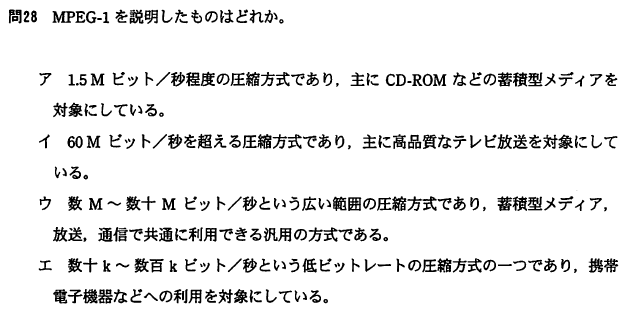 問28 MPEG-1 を説明したものはどれか。
ア 1.5 M ビット／秒程度の圧縮方式であり，主に CD-ROM などの蓄積型メディアを
対象にしている。
イ 60 M ビット／秒を超える圧縮方式であり，主に高品質なテレビ放送を対象にして
いる。
ウ 数 M ～ 数十 M ビット／秒という広い範囲の圧縮方式であり，蓄積型メディア，
放送，通信で共通に利用できる汎用の方式である。
エ 数十 k ～ 数百 k ビット／秒という低ビットレートの圧縮方式の一つであり，携帯
電子機器などへの利用を対象にしている。